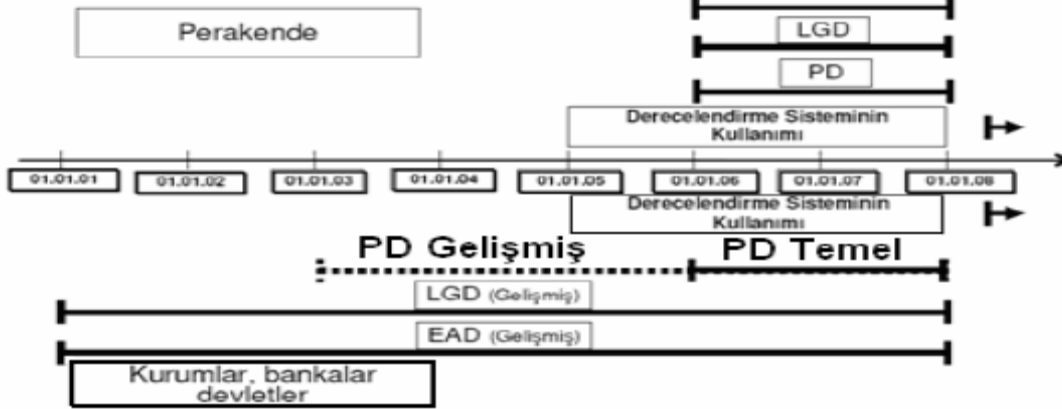 Perakende
LGD
PD
Derecelendirme Sisteminin
Kullanımı
01.01.01 01.01.02 01.01.03 01.01.04 01.01.05 01.01.06 01.01.07 01.01.08
Derecelendirme Sisteminin
Kullanımı
PD Gelişmiş PD Temel
LGD (Gelişmiş)
EAD (Gelişmiş)
Kurumlar, bankalar
devletler